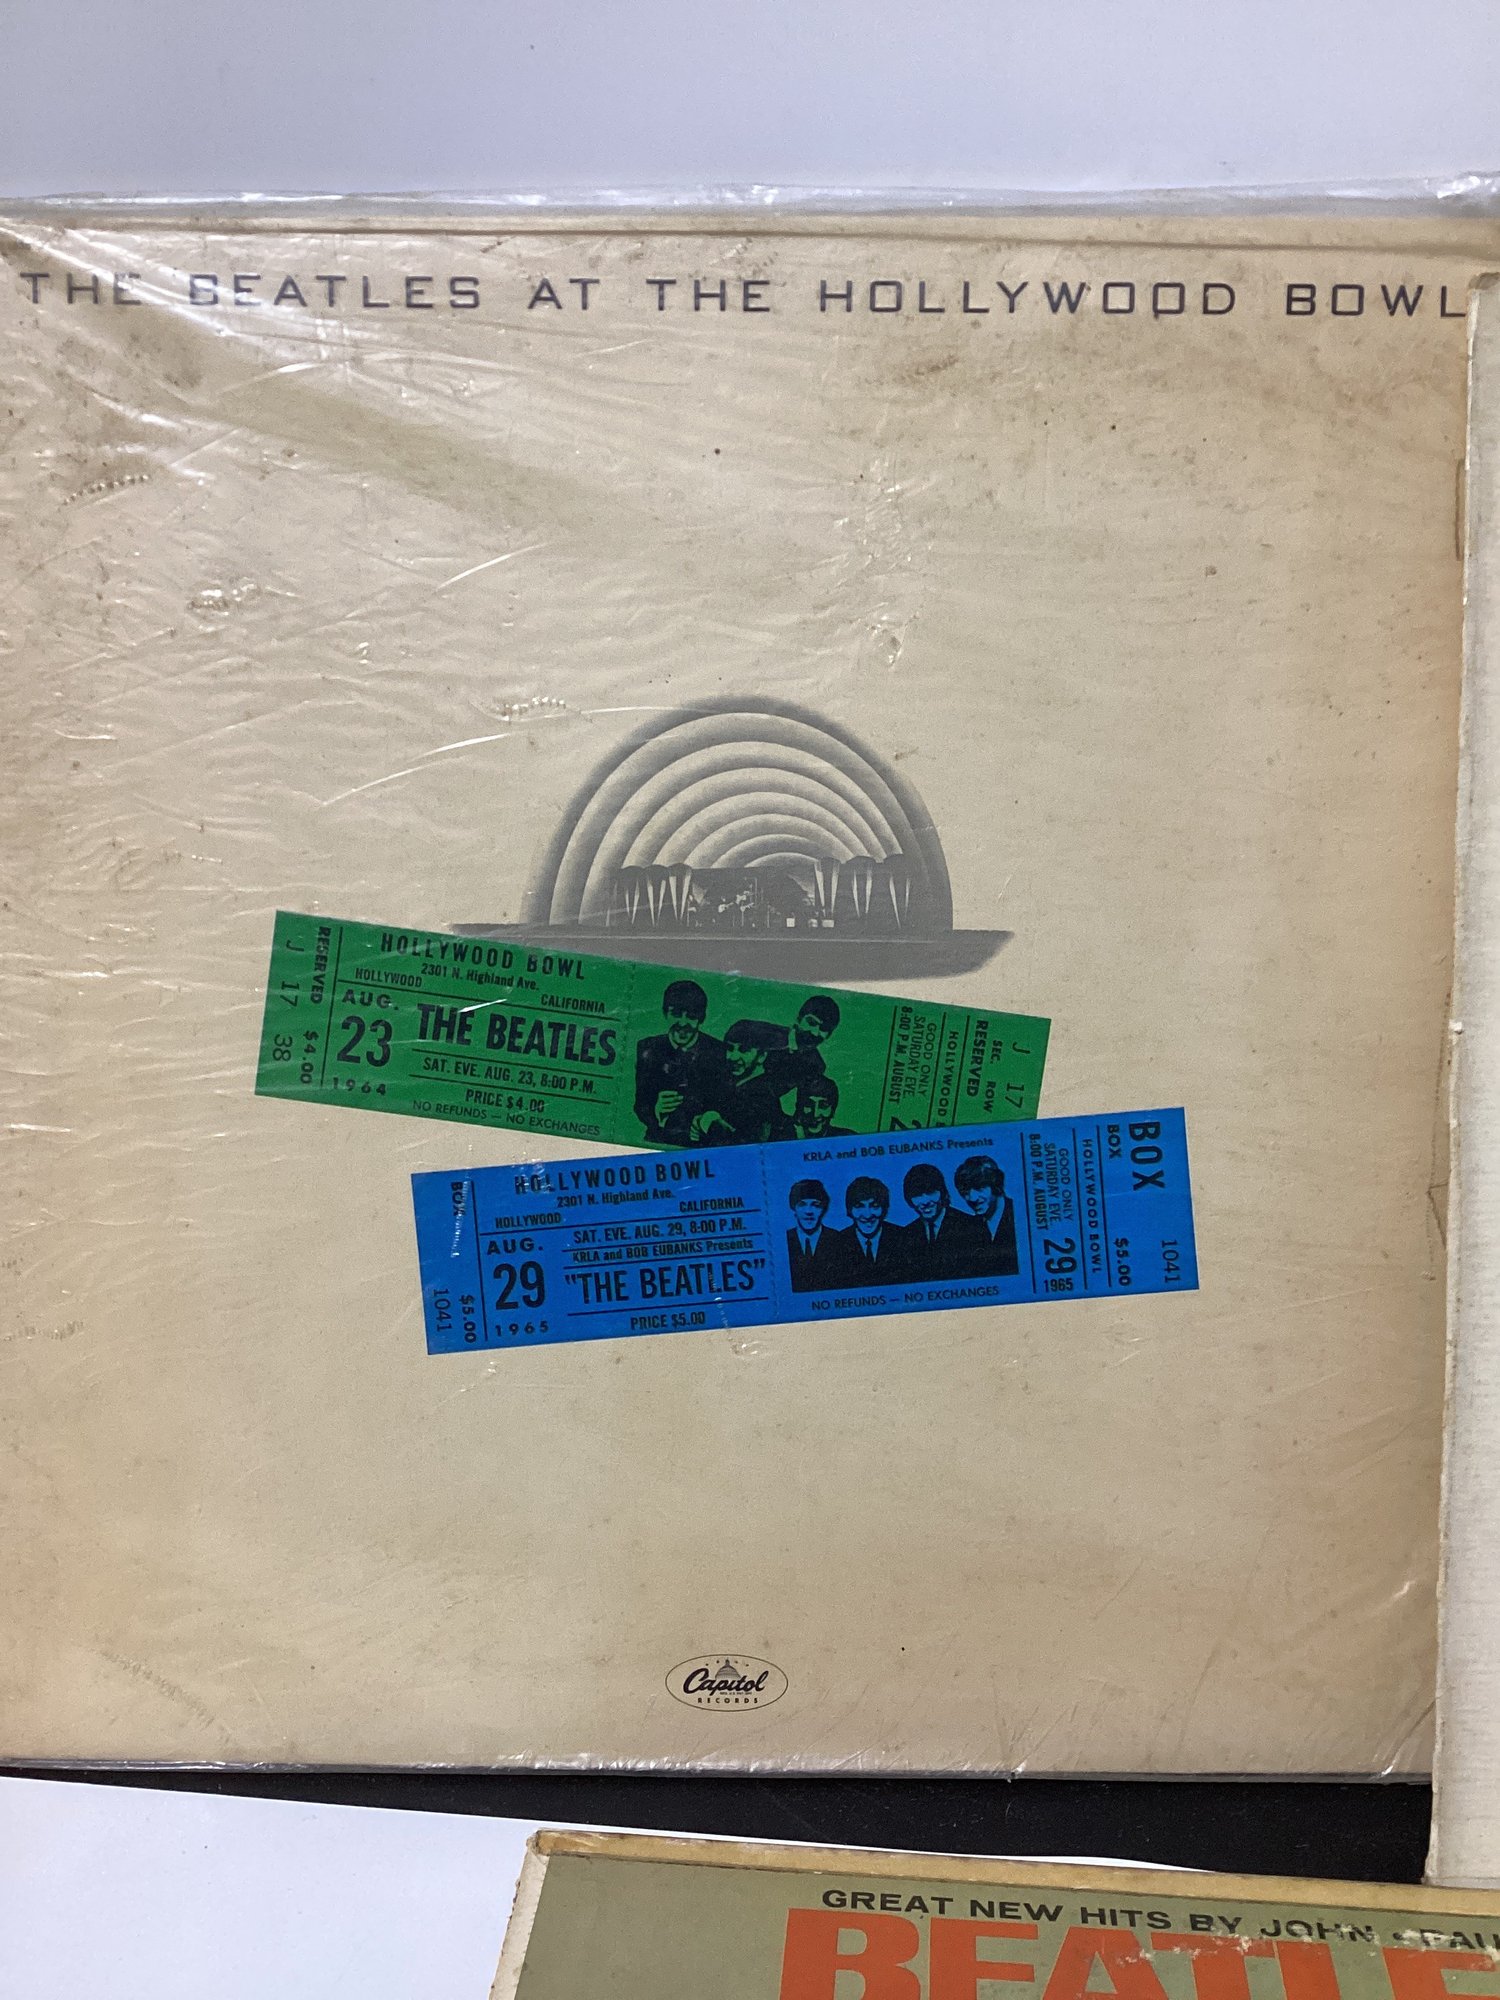 THE BEATLES AT THE HOLLYWOOD BOWL
RESERVED
J 17 38
$4.00
HOLLYWOOD BOWL
2301 N. Highland Ave.
HOLLYWOOD CALIFORNIA
AUG.
23
1964
THE BEATLES
SAT. EVE. AUG. 23, 8:00 P.M.
PRICE $4.00
NO REFUNDS — NO EXCHANGES
8:00 P.M. AUGUST
SATURDAY EVE.
GOOD ONLY
HOLLYWOOD
RESERVED
SEC. ROW
J 17
BOX
1041
$5.00
HOLLYWOOD BOWL
2301 N. Highland Ave.
HOLLYWOOD CALIFORNIA
AUG.
29
1965
SAT. EVE. AUG. 29, 8:00 P.M.
KRLA and BOB EUBANKS Presents
"THE BEATLES"
PRICE $5.00
KRLA and BOB EUBANKS Presents
NO REFUNDS — NO EXCHANGES
8:00 P.M. AUGUST
SATURDAY EVE.
GOOD ONLY
29
1965
HOLLYWOOD BOWL
BOX
$5.00
BOX
1041
Capitol
RECORDS
GREAT NEW HITS BY JOHN
BEATLE